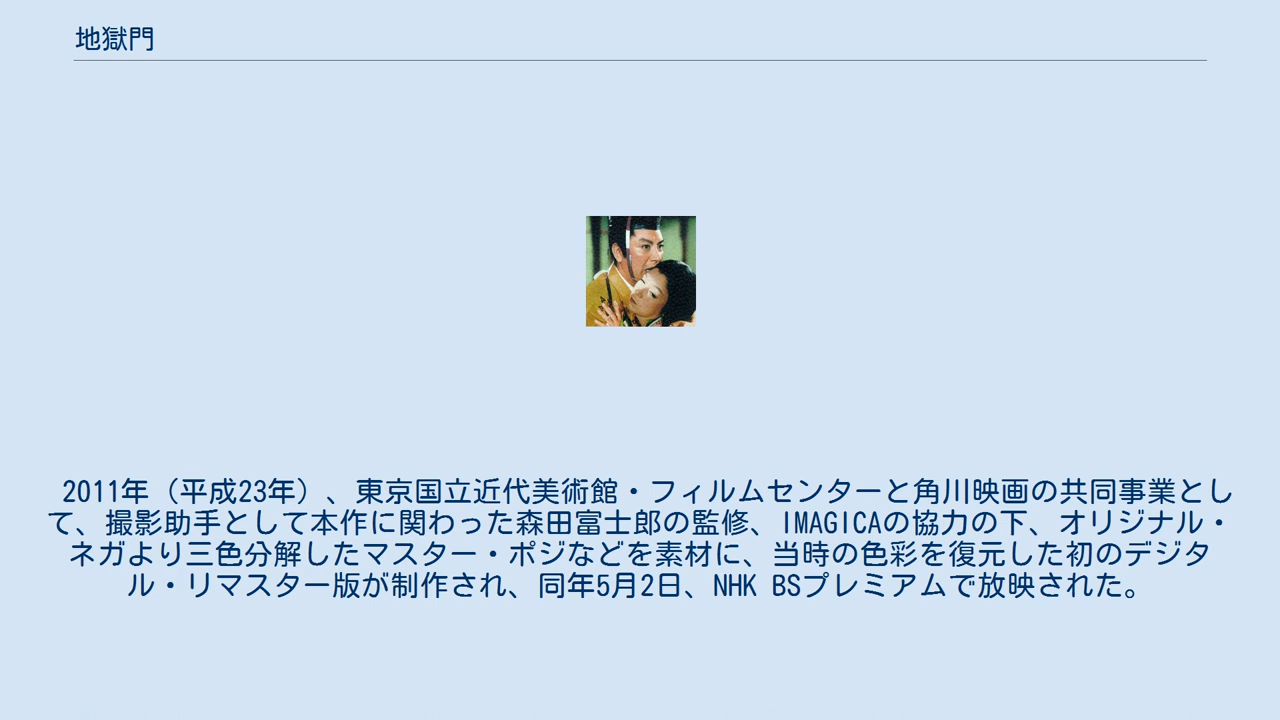 地獄門
2011年（平成23年）、東京国立近代美術館・フィルムセンターと角川映画の共同事業とし
て、撮影助手として本作に関わった森田富士郎の監修、IMAGICAの協力の下、オリジナル・
ネガより三色分解したマスター・ポジなどを素材に、当時の色彩を復元した初のデジタ
ル・リマスター版が制作され、同年5月2日、NHK BSプレミアムで放映された。